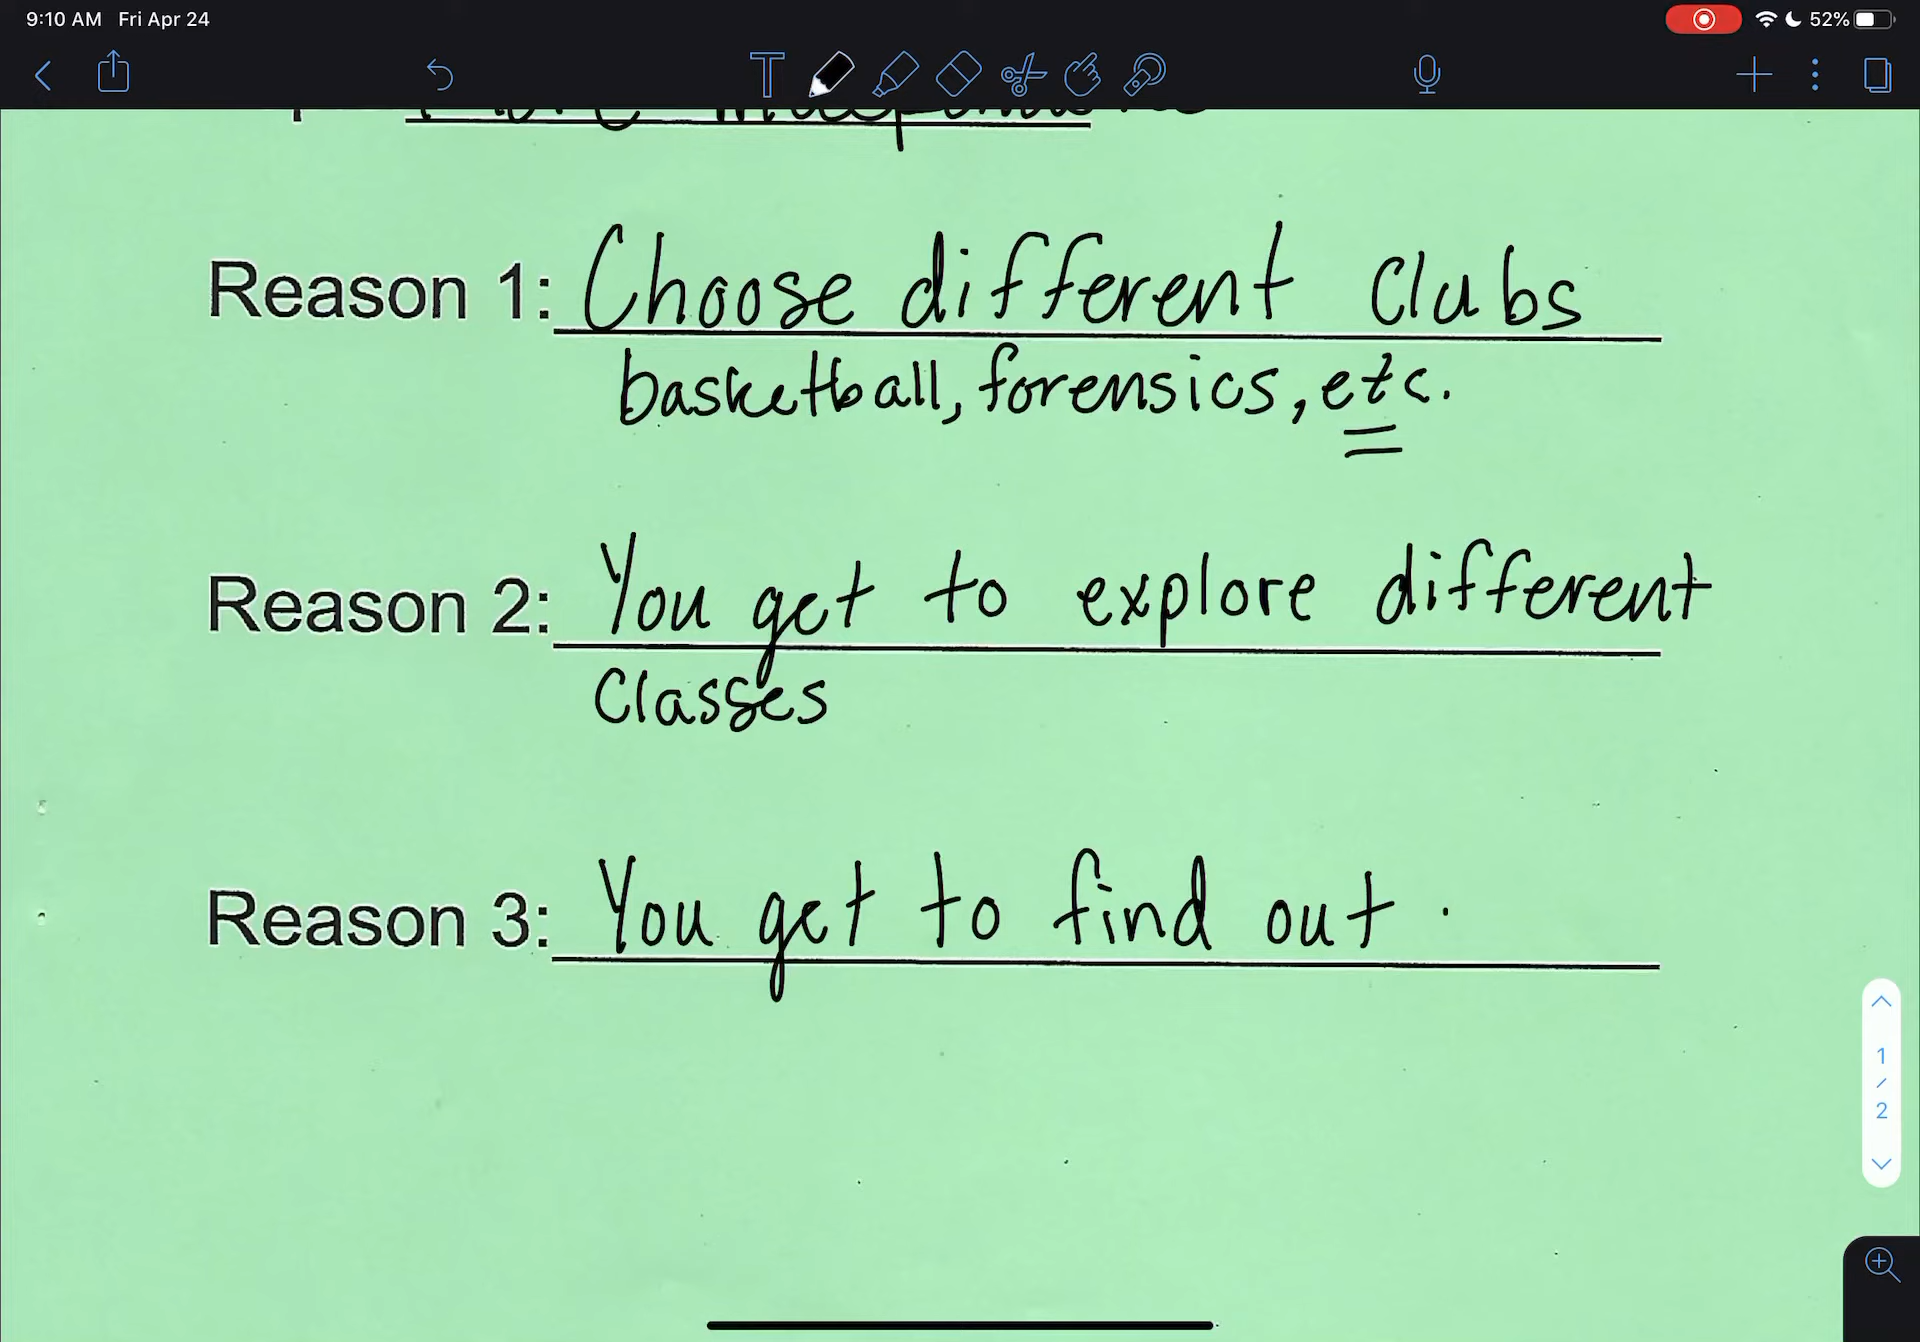 9:10 AM Fri Apr 24
52%
T
Reason 1: Choose different clubs
basketball, forensics, etc.
Reason 2: You get to explore different
classes
Reason 3: You get to find out
1
/
2